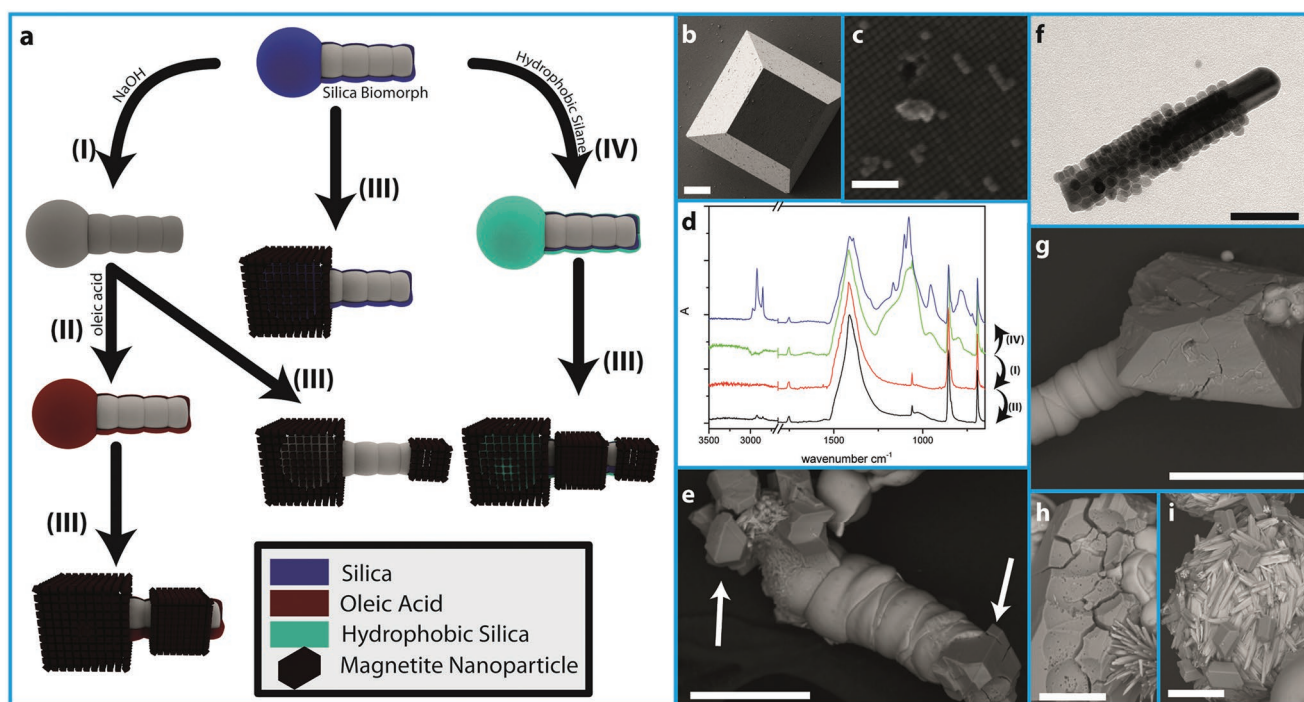 a
NaOH
Silica Biomorph
Hydrophobic Silane
(I)
(III)
(IV)
(II)
oleic acid
(III)
(III)
(III)
Silica
Oleic Acid
Hydrophobic Silica
Magnetite Nanoparticle
b
c
d
A
(IV)
(I)
(II)
3500
3000
1500
1000
wavenumber cm⁻¹
e
f
g
h
i